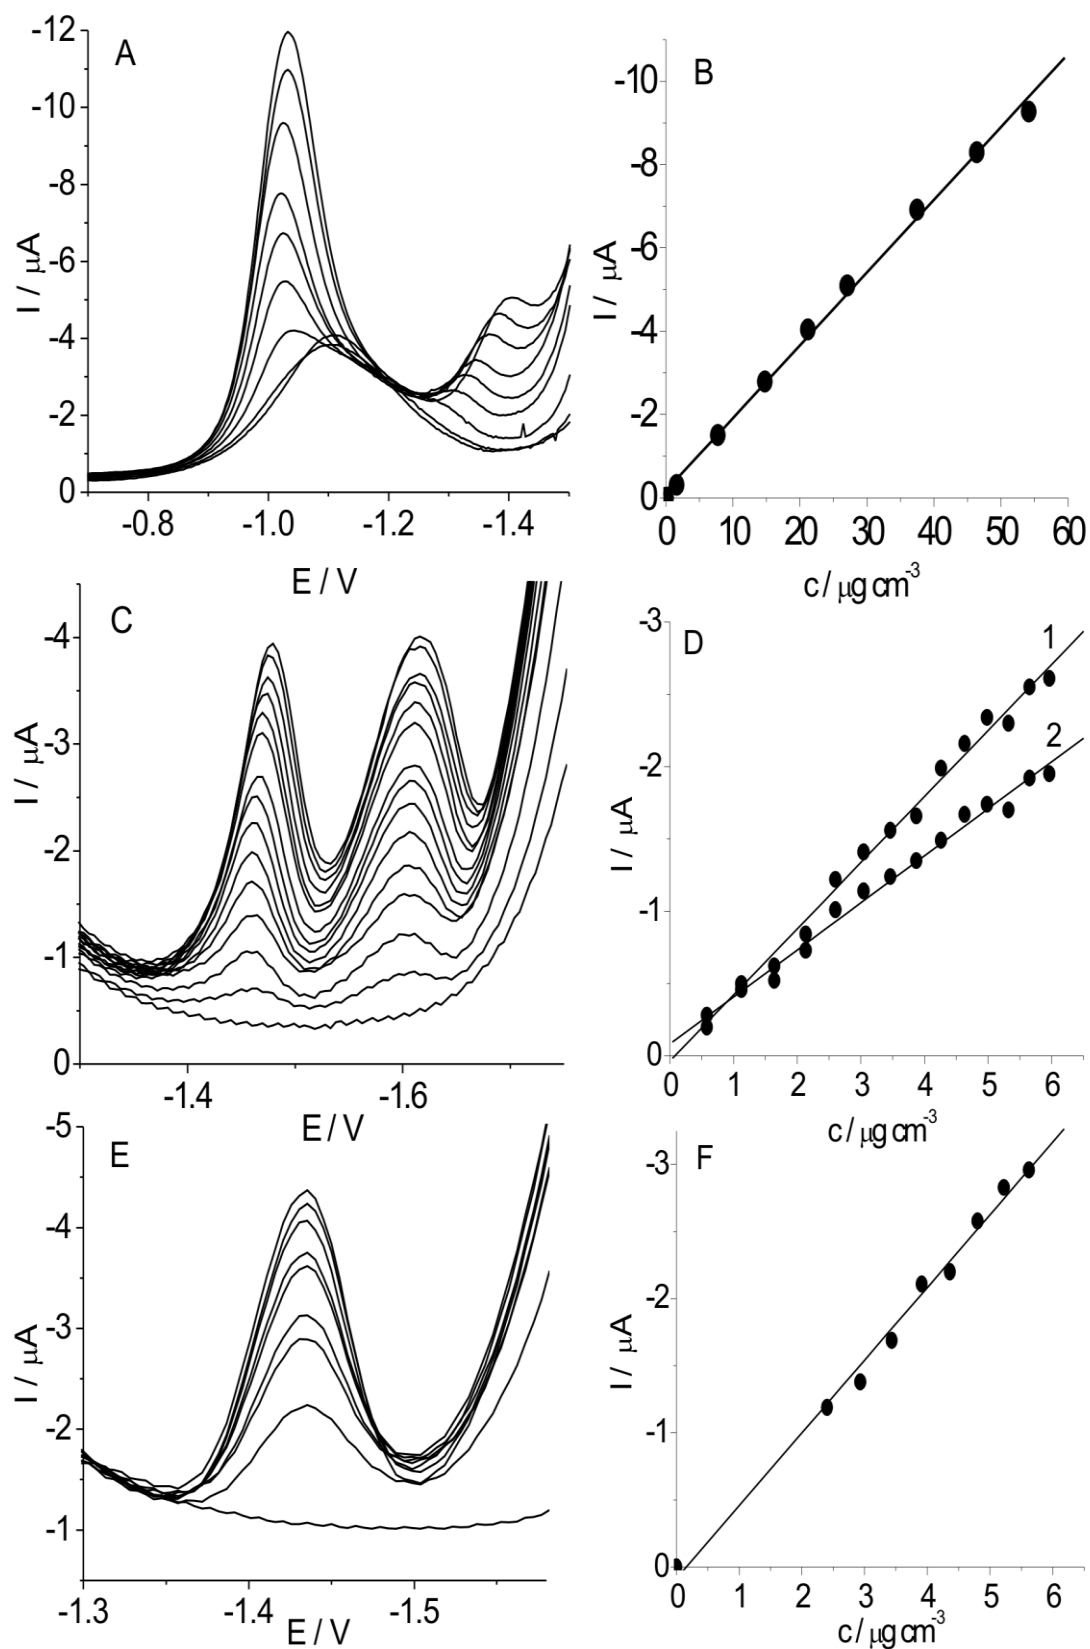 A
-12
-10
-8
-6
-4
-2
0
I / µA
-0.8 -1.0 -1.2 -1.4
E / V
B
-10
-8
-6
-4
-2
0
I / µA
0 10 20 30 40 50 60
c / µg cm-3
C
-4
-3
-2
-1
0
I / µA
-1.4 -1.6
E / V
D
1
2
-3
-2
-1
0
I / µA
0 1 2 3 4 5 6
c / µg cm-3
E
-5
-4
-3
-2
-1
I / µA
-1.3 -1.4 -1.5
E / V
F
-3
-2
-1
0
I / µA
0 1 2 3 4 5 6
c / µg cm-3